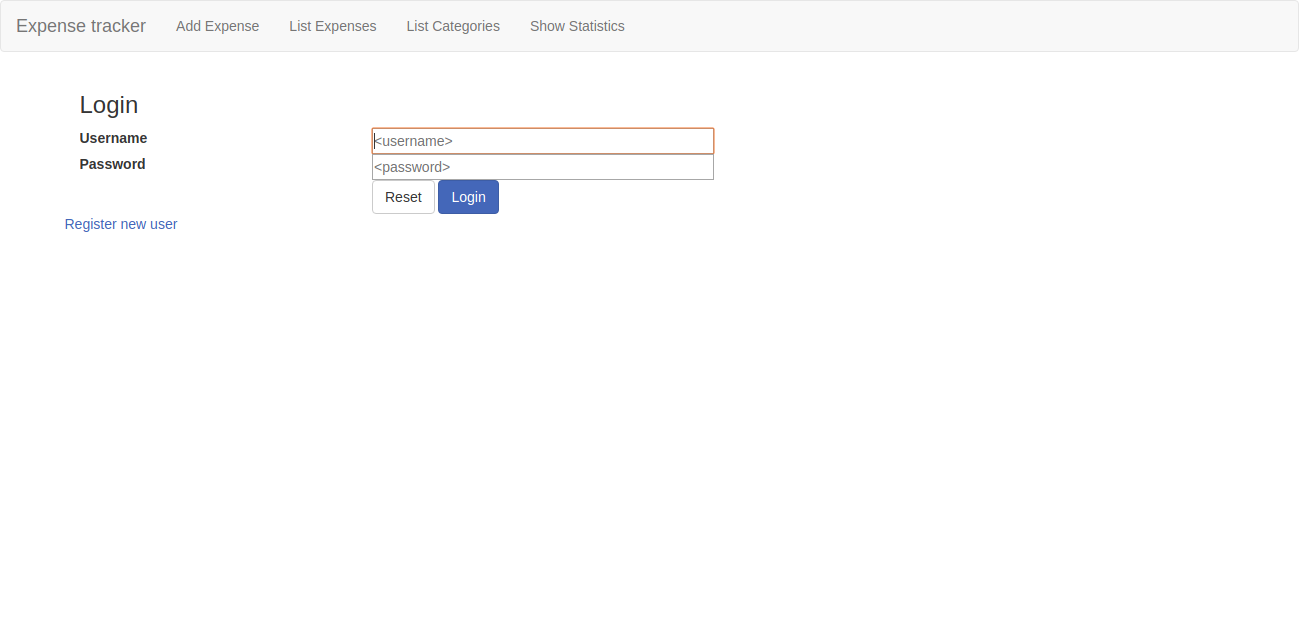 Expense tracker Add Expense List Expenses List Categories Show Statistics
Login
Username <username>
Password <password>
Reset Login
Register new user